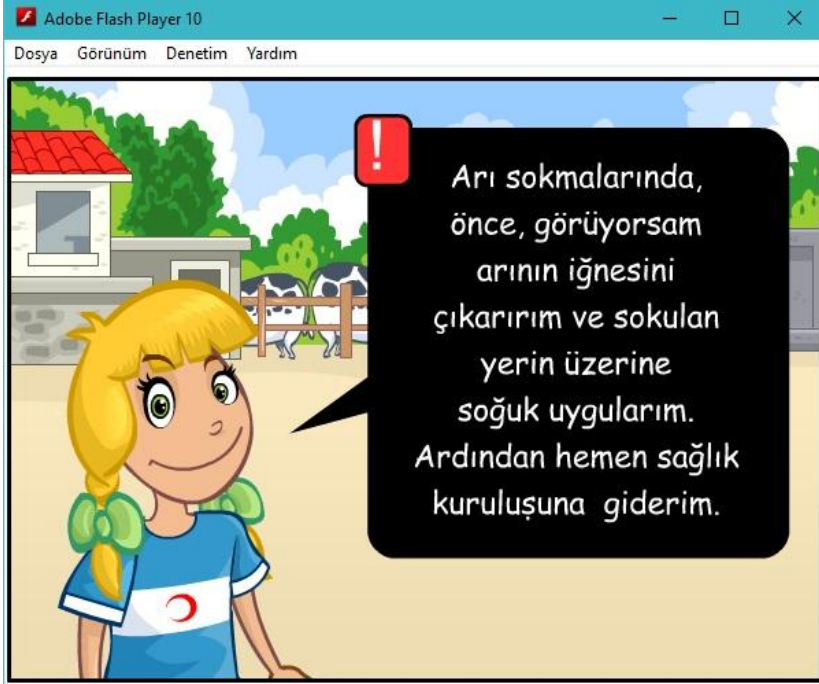 Adobe Flash Player 10
Dosya Görünüm Denetim Yardım
!
Arı sokmalarında,
önce, görüyorsam
arının iğnesini
çıkarırım ve sokulan
yerin üzerine
soğuk uygularım.
Ardından hemen sağlık
kuruluşuna giderim.